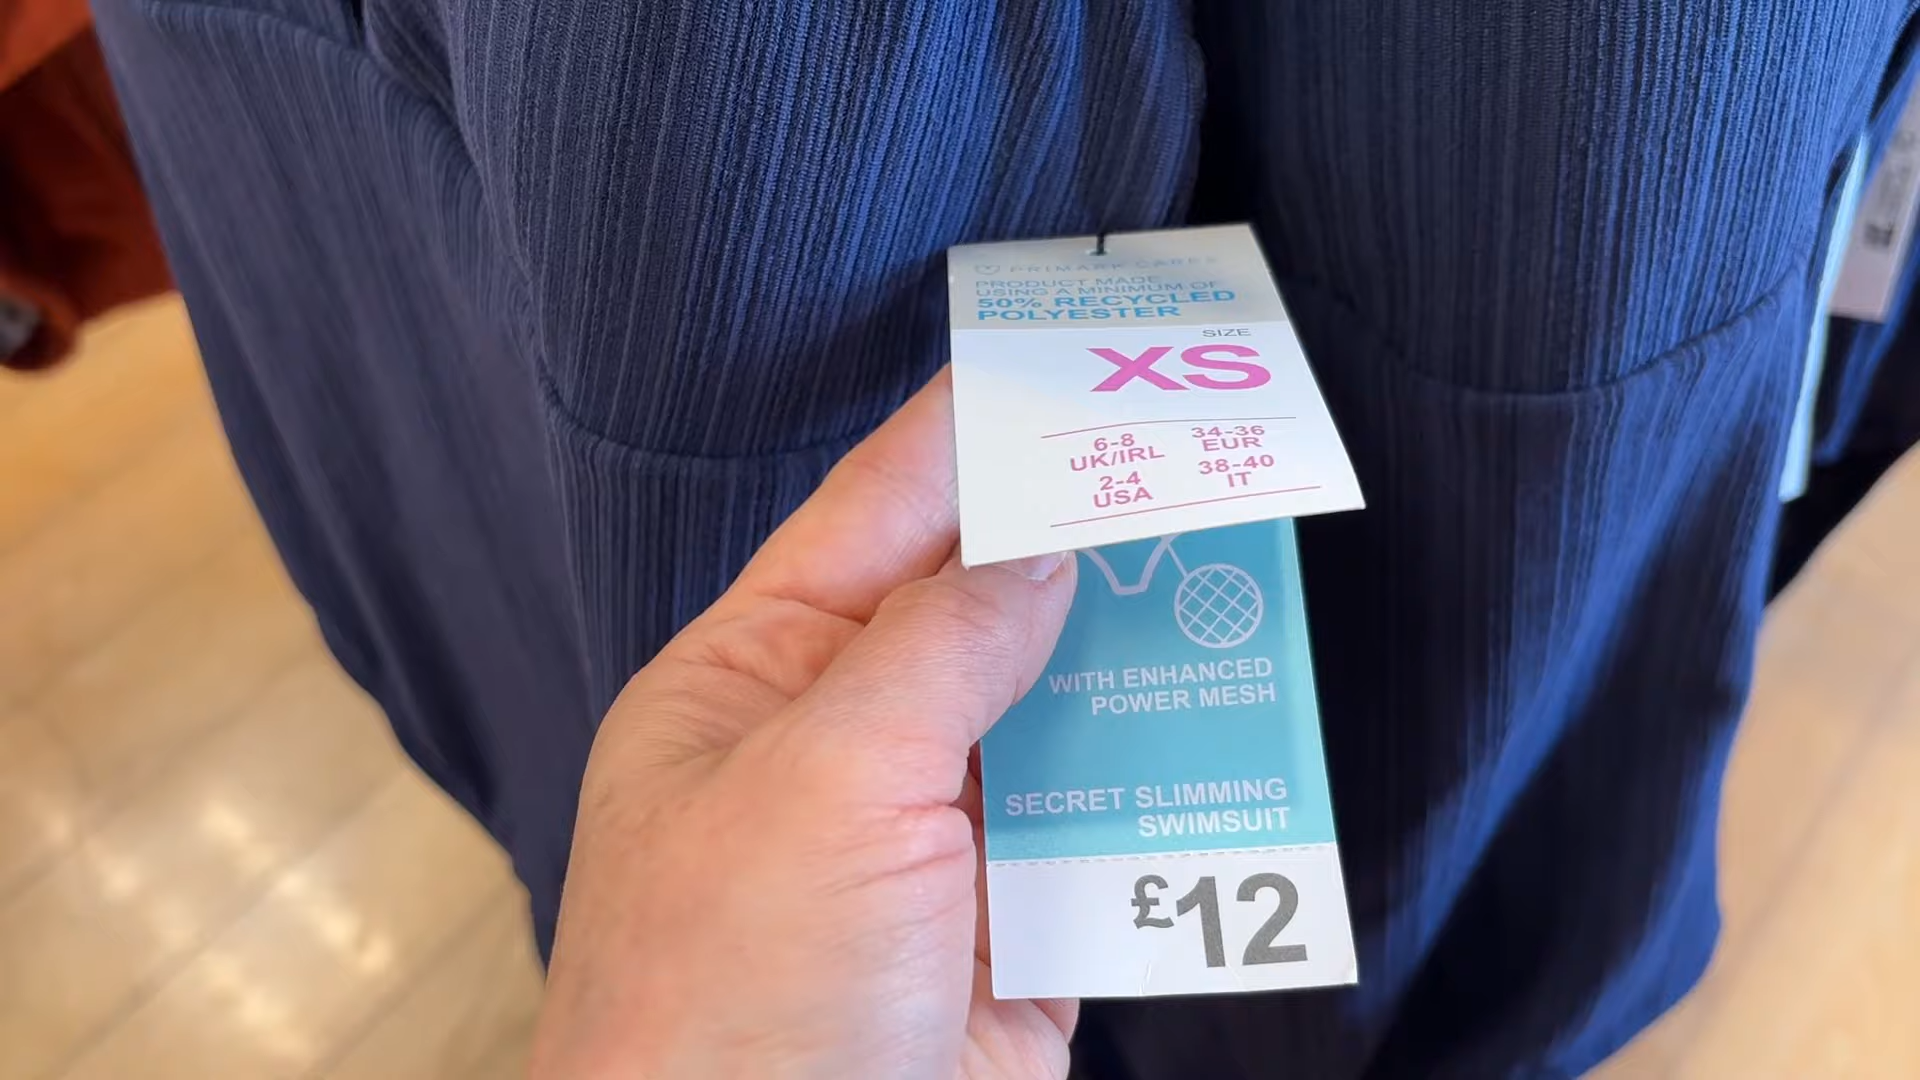 PRIMARK CARES
PRODUCT MADE
USING A MINIMUM OF
50% RECYCLED
POLYESTER
SIZE
XS
6-8
UK/IRL
34-36
EUR
2-4
USA
38-40
IT
WITH ENHANCED
POWER MESH
SECRET SLIMMING
SWIMSUIT
£12